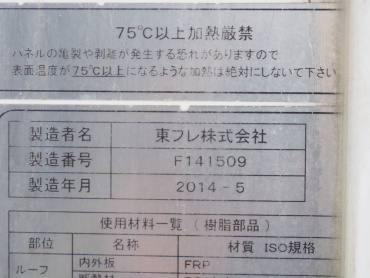 75℃以上加熱厳禁
パネルの亀裂や剥離が発生する恐れがありますので
表面温度が75℃以上になるような加熱は絶対にしないで下さい
製造者名 東フレ株式会社
製造番号 F141509
製造年月 2014-5
使用材料一覧 (樹脂部品)
部位 名称 材質 ISO規格
ルーフ 内外板 FRP